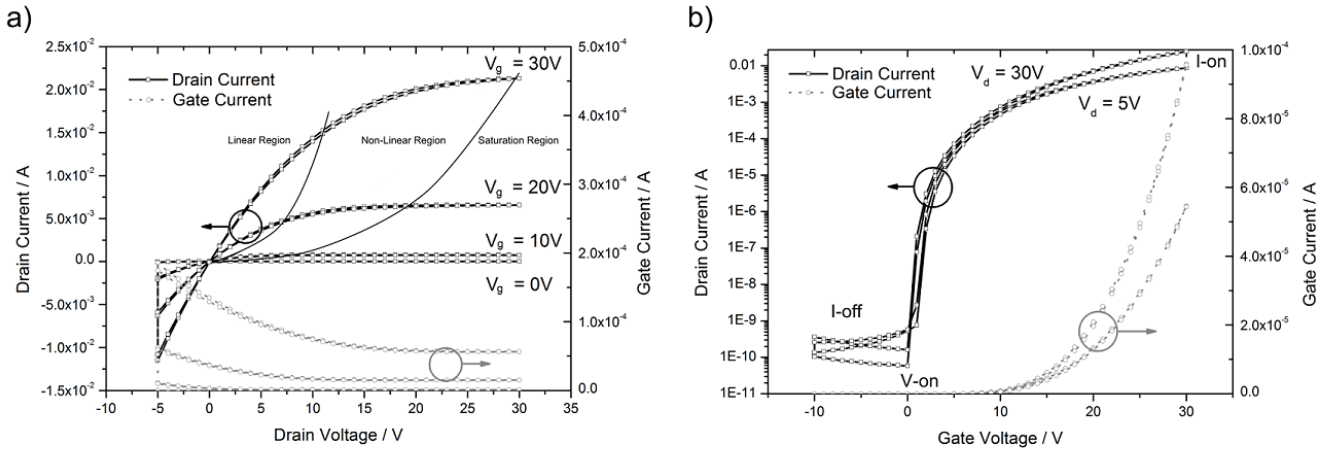 a)
2.5x10⁻²
2.0x10⁻²
1.5x10⁻²
1.0x10⁻²
5.0x10⁻³
0.0
-5.0x10⁻³
-1.0x10⁻²
-1.5x10⁻²
Drain Current / A
Drain Current
Gate Current
V_g = 30V
Linear Region
Non-Linear Region
Saturation Region
V_g = 20V
V_g = 10V
V_g = 0V
5.0x10⁻⁴
4.0x10⁻⁴
3.0x10⁻⁴
2.0x10⁻⁴
1.0x10⁻⁴
0.0
Gate Current / A
-10 -5 0 5 10 15 20 25 30 35
Drain Voltage / V
b)
0.01
1E-3
1E-4
1E-5
1E-6
1E-7
1E-8
1E-9
1E-10
1E-11
Drain Current / A
Drain Current
Gate Current
V_d = 30V
I-on
V_d = 5V
I-off
V-on
1.0x10⁻⁴
8.0x10⁻⁵
6.0x10⁻⁵
4.0x10⁻⁵
2.0x10⁻⁵
0.0
Gate Current / A
-10 0 10 20 30
Gate Voltage / V